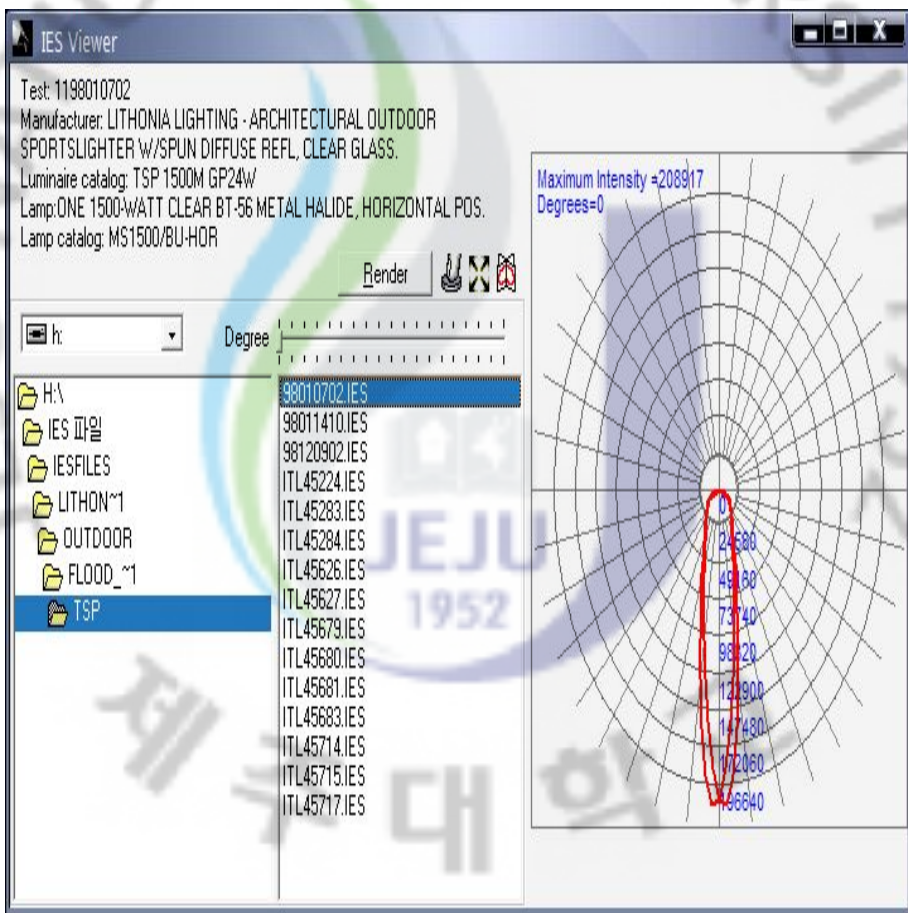 IES Viewer
Test: 1198010702
Manufacturer: LITHONIA LIGHTING - ARCHITECTURAL OUTDOOR
SPORTSLIGHTER W/SPUN DIFFUSE REFL, CLEAR GLASS.
Luminaire catalog: TSP 1500M GP24W
Lamp:ONE 1500-WATT CLEAR BT-56 METAL HALIDE, HORIZONTAL POS.
Lamp catalog: MS1500/BU-HOR
Render
h:
Degree
H:\
IES 파일
IESFILES
LITHON~1
OUTDOOR
FLOOD_~1
TSP
98010702.IES
98011410.IES
98120902.IES
ITL45224.IES
ITL45283.IES
ITL45284.IES
ITL45626.IES
ITL45627.IES
ITL45679.IES
ITL45680.IES
ITL45681.IES
ITL45683.IES
ITL45714.IES
ITL45715.IES
ITL45717.IES
Maximum Intensity =208917
Degrees=0
0
24580
49160
73740
98320
122900
147480
172060
196640
JEJU
1952
제주대학